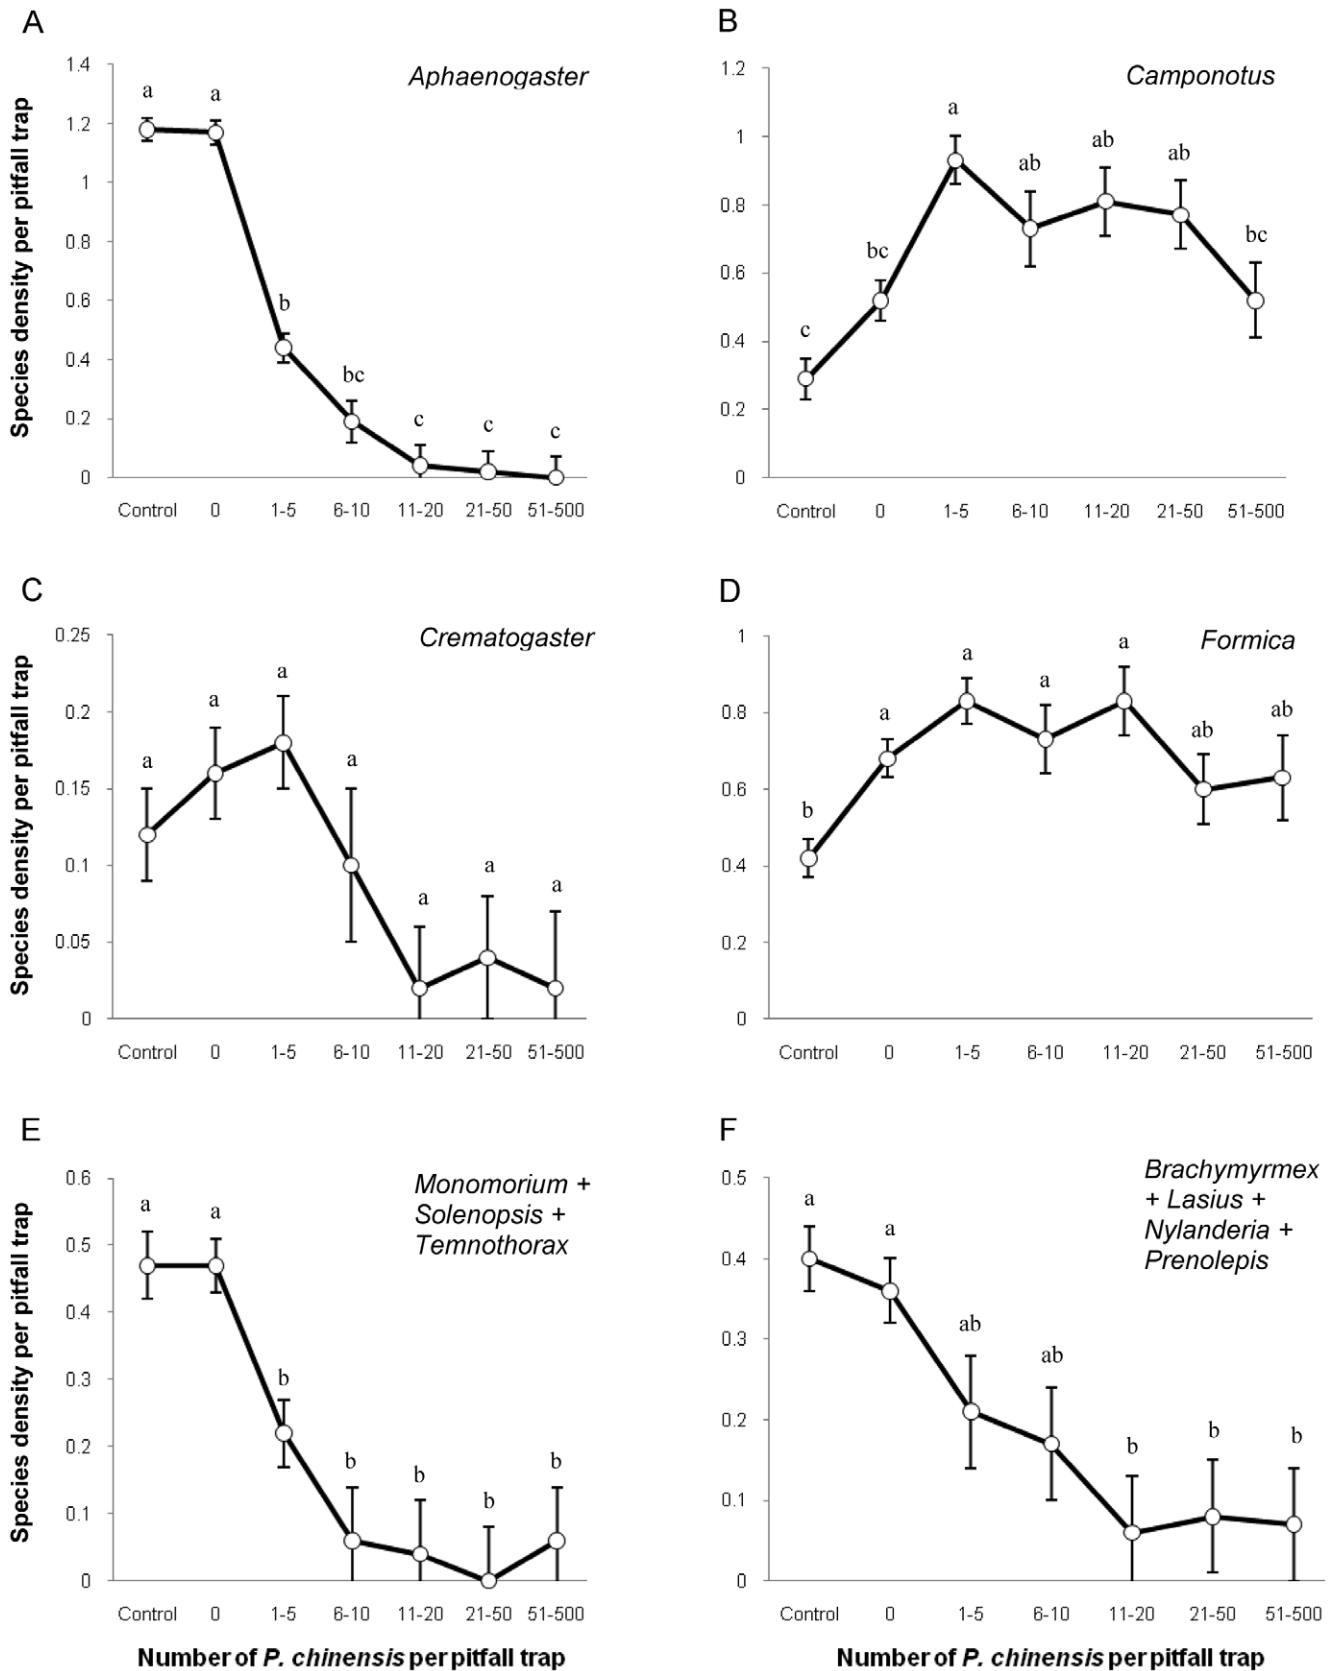 A
B
Species density per pitfall trap
1.4
1.2
1
0.8
0.6
0.4
0.2
0
Aphaenogaster
a
a
b
bc
c
c
c
Control 0 1-5 6-10 11-20 21-50 51-500
1.2
1
0.8
0.6
0.4
0.2
0
Camponotus
c
bc
a
ab
ab
ab
bc
Control 0 1-5 6-10 11-20 21-50 51-500
C
D
Species density per pitfall trap
0.25
0.2
0.15
0.1
0.05
0
Crematogaster
a
a
a
a
a
a
a
Control 0 1-5 6-10 11-20 21-50 51-500
1
0.8
0.6
0.4
0.2
0
Formica
b
a
a
a
a
ab
ab
Control 0 1-5 6-10 11-20 21-50 51-500
E
F
Species density per pitfall trap
0.6
0.5
0.4
0.3
0.2
0.1
0
Monomorium +
Solenopsis +
Temnothorax
a
a
b
b
b
b
b
Control 0 1-5 6-10 11-20 21-50 51-500
Number of P. chinensis per pitfall trap
0.5
0.4
0.3
0.2
0.1
0
Brachymyrmex
+ Lasius +
Nylanderia +
Prenolepis
a
a
ab
ab
b
b
b
Control 0 1-5 6-10 11-20 21-50 51-500
Number of P. chinensis per pitfall trap